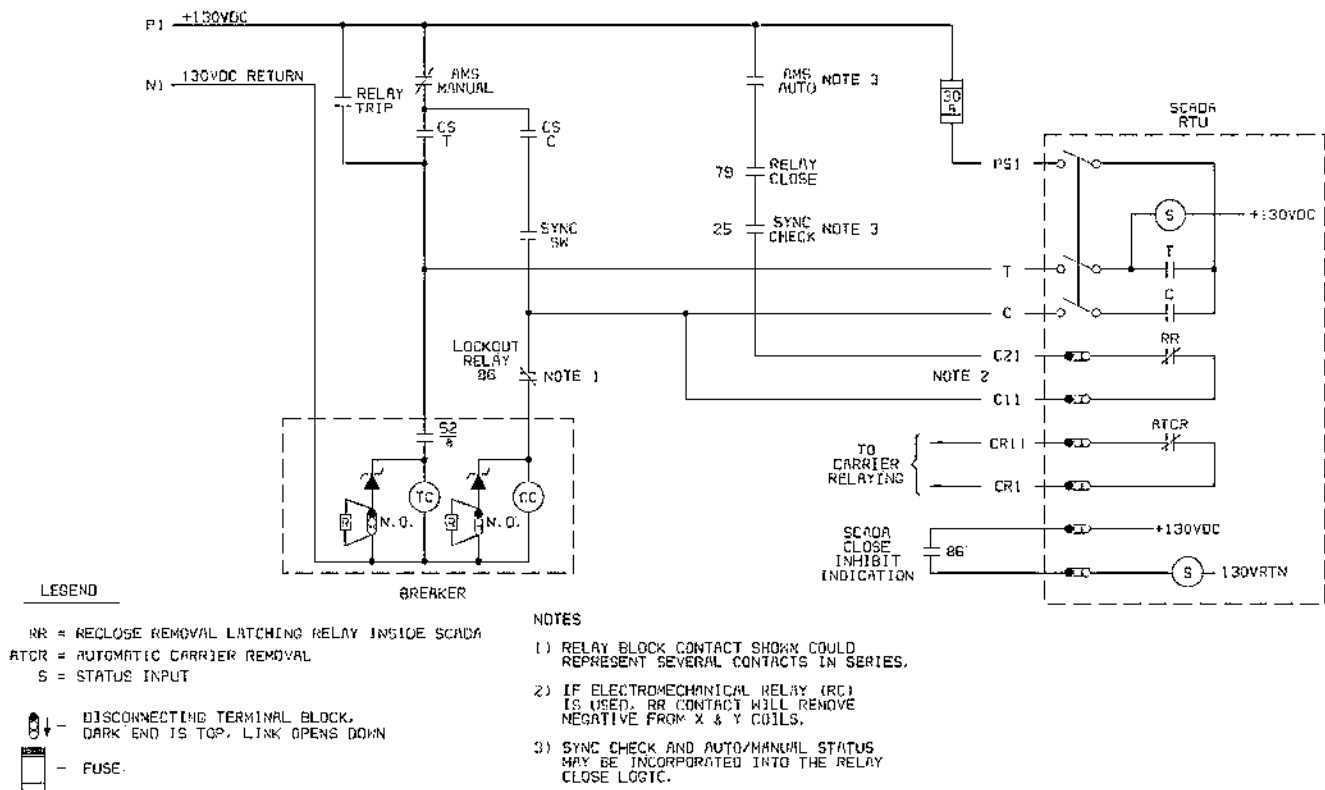 P1 +130VDC
N1 130VDC RETURN
RELAY
TRIP
AMS
MANUAL
CS
T
CS
C
SYNC
SW
LOCKOUT
RELAY
86
NOTE 1
AMS
AUTO
NOTE 3
79
RELAY
CLOSE
25
SYNC
CHECK
NOTE 3
30
A
SCADA
RTU
PS1
S
+130VDC
T
T
C
C
RR
C21
NOTE 2
C11
ATCR
CR11
TO
CARRIER
RELAYING
CR1
+130VDC
SCADA
CLOSE
INHIBIT
INDICATION
86
S
130VRTN
52
a
R
N.O.
TC
R
N.O.
CC
BREAKER
LEGEND
RR = RECLOSE REMOVAL LATCHING RELAY INSIDE SCADA
ATCR = AUTOMATIC CARRIER REMOVAL
S = STATUS INPUT
- DISCONNECTING TERMINAL BLOCK.
DARK END IS TOP. LINK OPENS DOWN
- FUSE.
NOTES
1) RELAY BLOCK CONTACT SHOWN COULD
REPRESENT SEVERAL CONTACTS IN SERIES.
2) IF ELECTROMECHANICAL RELAY (RC)
IS USED, RR CONTACT WILL REMOVE
NEGATIVE FROM X & Y COILS.
3) SYNC CHECK AND AUTO/MANUAL STATUS
MAY BE INCORPORATED INTO THE RELAY
CLOSE LOGIC.